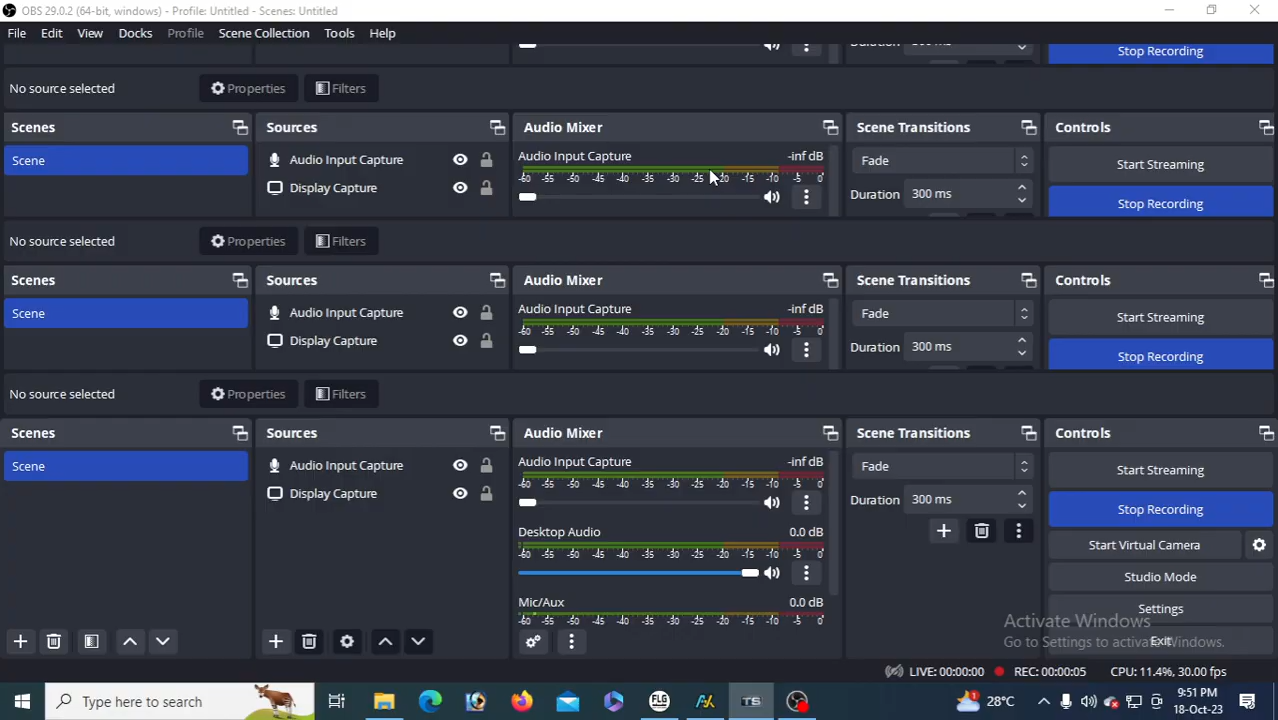 OBS 29.0.2 (64-bit, windows) - Profile: Untitled - Scenes: Untitled
File Edit View Docks Profile Scene Collection Tools Help
Stop Recording
No source selected Properties Filters
Scenes Sources Audio Mixer Scene Transitions Controls
Scene Audio Input Capture Audio Input Capture -inf dB Fade Start Streaming
-60 -55 -50 -45 -40 -35 -30 -25 -20 -15 -10 -5 0
Display Capture Duration 300 ms Stop Recording
No source selected Properties Filters
Scenes Sources Audio Mixer Scene Transitions Controls
Scene Audio Input Capture Audio Input Capture -inf dB Fade Start Streaming
-60 -55 -50 -45 -40 -35 -30 -25 -20 -15 -10 -5 0
Display Capture Duration 300 ms Stop Recording
No source selected Properties Filters
Scenes Sources Audio Mixer Scene Transitions Controls
Scene Audio Input Capture Audio Input Capture -inf dB Fade Start Streaming
-60 -55 -50 -45 -40 -35 -30 -25 -20 -15 -10 -5 0
Display Capture Duration 300 ms Stop Recording
Desktop Audio 0.0 dB
-60 -55 -50 -45 -40 -35 -30 -25 -20 -15 -10 -5 0
Start Virtual Camera
Studio Mode
Mic/Aux 0.0 dB
-60 -55 -50 -45 -40 -35 -30 -25 -20 -15 -10 -5 0
Settings
Activate Windows
Exit
Go to Settings to activate Windows.
LIVE: 00:00:00 REC: 00:00:05 CPU: 11.4%, 30.00 fps
Type here to search FLG TS 28°C 9:51 PM
18-Oct-23